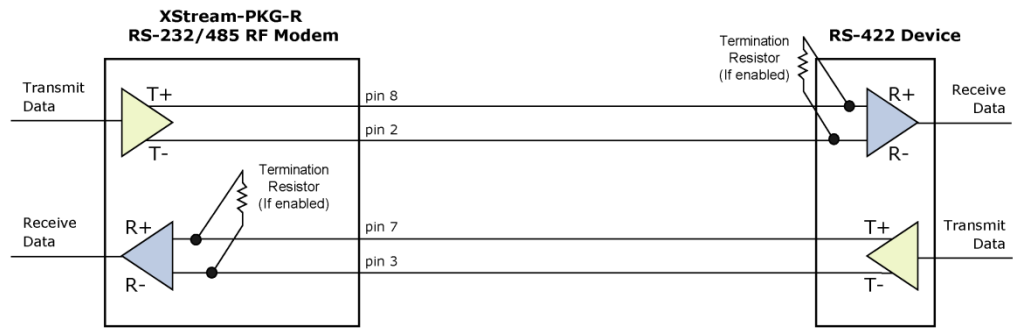 XStream-PKG-R
RS-232/485 RF Modem
RS-422 Device
Termination
Resistor
(If enabled)
Transmit
Data
T+
T-
pin 8
pin 2
R+
R-
Receive
Data
Termination
Resistor
(If enabled)
Receive
Data
R+
R-
pin 7
pin 3
T+
T-
Transmit
Data